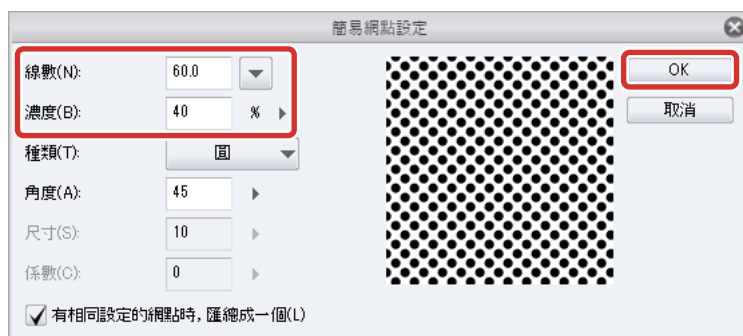 簡易網點設定
線數(N): 60.0
OK
濃度(B): 40 %
取消
種類(T): 圓
角度(A): 45
尺寸(S): 10
係數(C): 0
有相同設定的網點時, 匯總成一個(L)